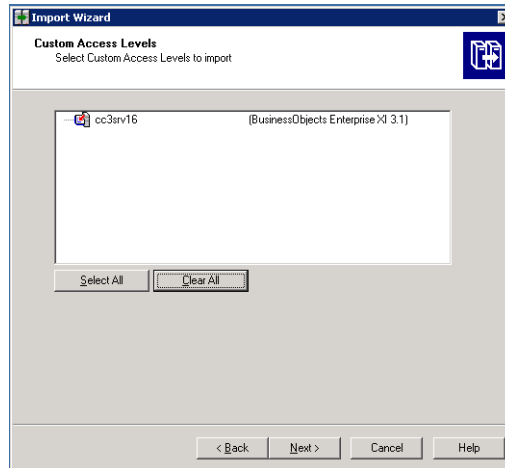 Import Wizard
Custom Access Levels
Select Custom Access Levels to import
cc3srv16 (BusinessObjects Enterprise XI 3.1)
Select All Clear All
< Back Next > Cancel Help